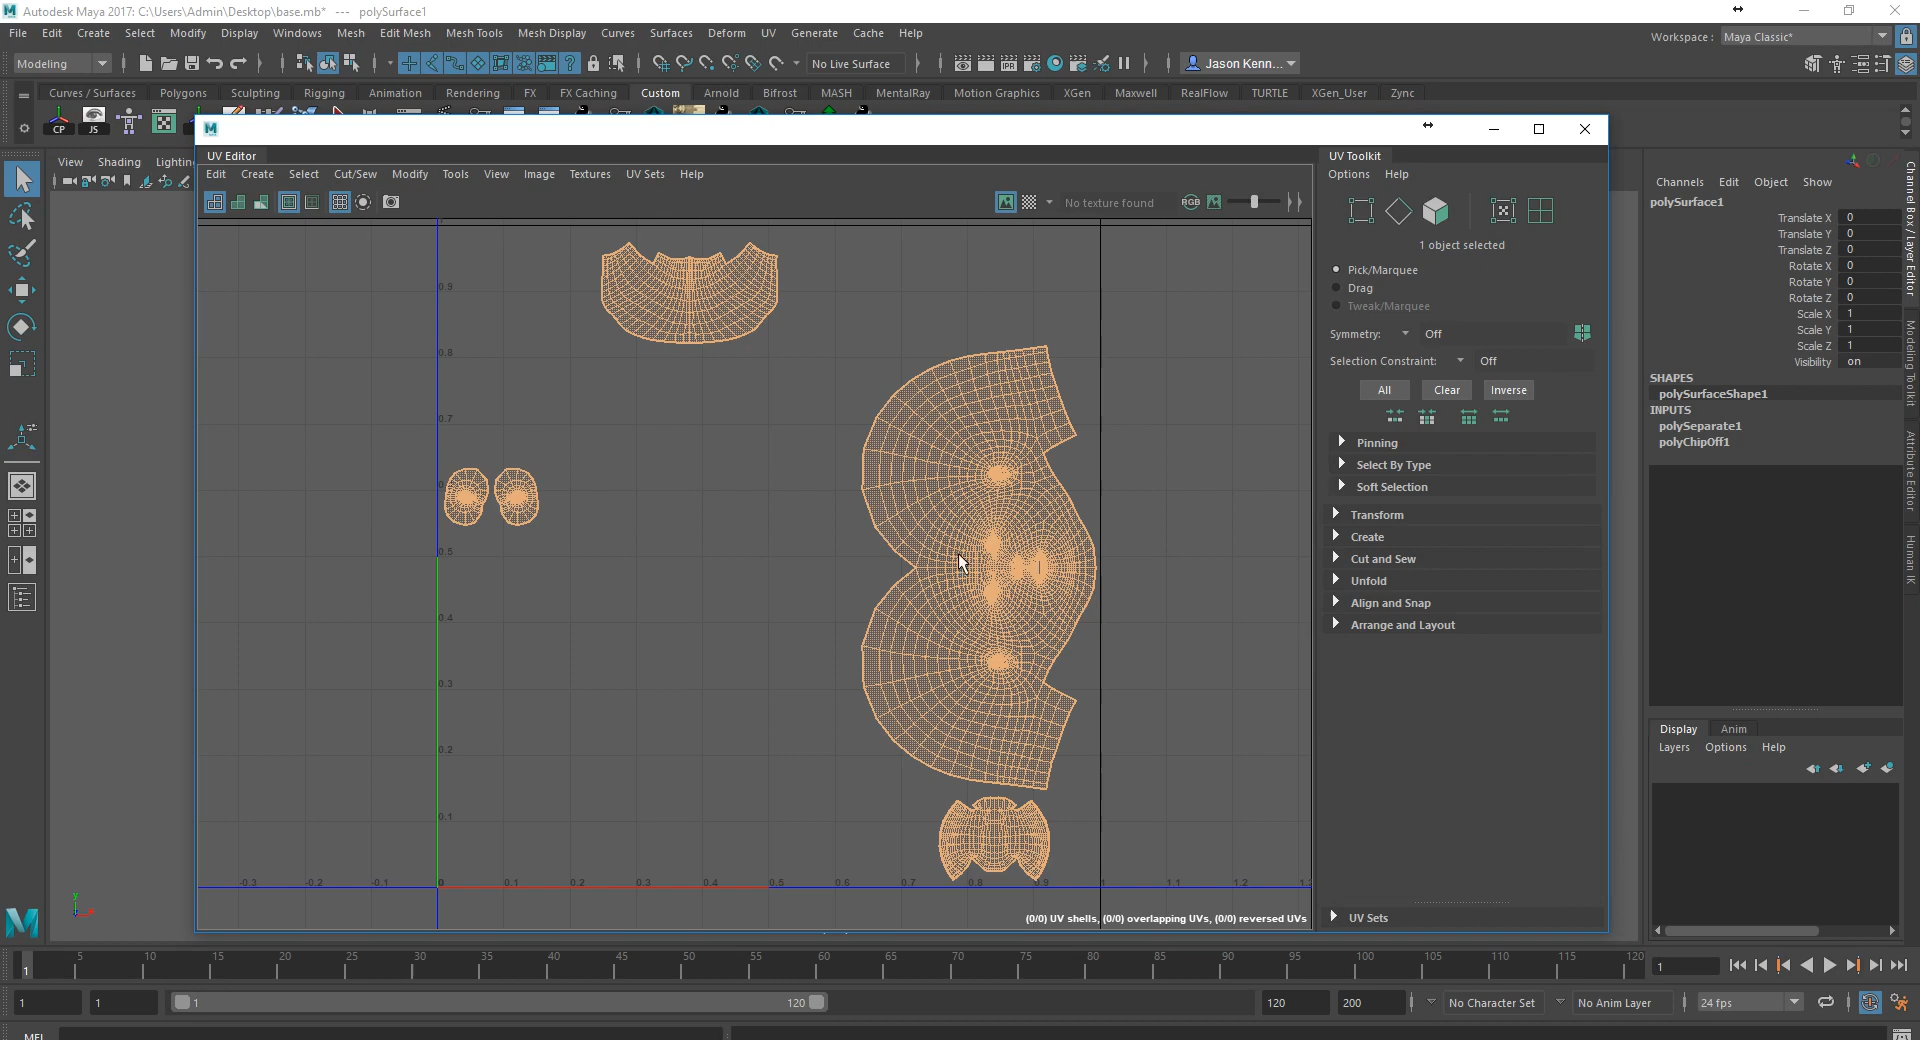 Autodesk Maya 2017: C:\Users\Admin\Desktop\base.mb* --- polySurface1
File Edit Create Select Modify Display Windows Mesh Edit Mesh Mesh Tools Mesh Display Curves Surfaces Deform UV Generate Cache Help
Workspace : Maya Classic*
Modeling No Live Surface Jason Kenn...
Curves / Surfaces Polygons Sculpting Rigging Animation Rendering FX FX Caching Custom Arnold Bifrost MASH MentalRay Motion Graphics XGen Maxwell RealFlow TURTLE XGen_User Zync
CP JS
View Shading
UV Editor
Edit Create Select Cut/Sew Modify Tools View Image Textures UV Sets Help
No texture found
RGB
0.9
0.8
0.7
0.5
0.4
0.3
0.2
0.1
-0.3 -0.2 -0.1 0 0.1 0.2 0.3 0.4 0.5 0.6 0.7 0.8 0.9 1 1.1 1.2
(0/0) UV shells, (0/0) overlapping UVs, (0/0) reversed UVs
UV Toolkit
Options Help
1 object selected
Pick/Marquee
Drag
Tweak/Marquee
Symmetry: Off
Selection Constraint: Off
All Clear Inverse
Pinning
Select By Type
Soft Selection
Transform
Create
Cut and Sew
Unfold
Align and Snap
Arrange and Layout
UV Sets
Channels Edit Object Show
polySurface1
Translate X 0
Translate Y 0
Translate Z 0
Rotate X 0
Rotate Y 0
Rotate Z 0
Scale X 1
Scale Y 1
Scale Z 1
Visibility on
SHAPES
polySurfaceShape1
INPUTS
polySeparate1
polyChipOff1
Channel Box / Layer Editor
Modeling Toolkit
Attribute Editor
Human IK
Display Anim
Layers Options Help
5 10 15 20 25 30 35 40 45 50 55 60 65 70 75 80 85 90 95 100 105 110 115 120
1
1
1 1 1 120 120 200 No Character Set No Anim Layer 24 fps
MEL